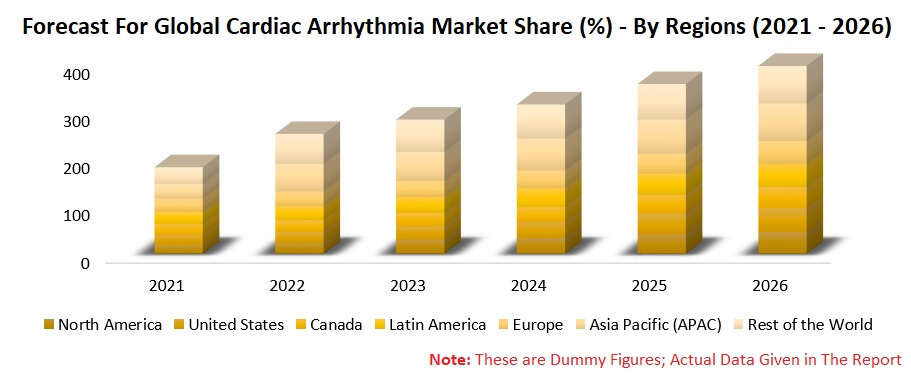 Forecast For Global Cardiac Arrhythmia Market Share (%) - By Regions (2021 - 2026)
400
300
200
100
0
2021 2022 2023 2024 2025 2026
North America United States Canada Latin America Europe Asia Pacific (APAC) Rest of the World
Note: These are Dummy Figures; Actual Data Given in The Report